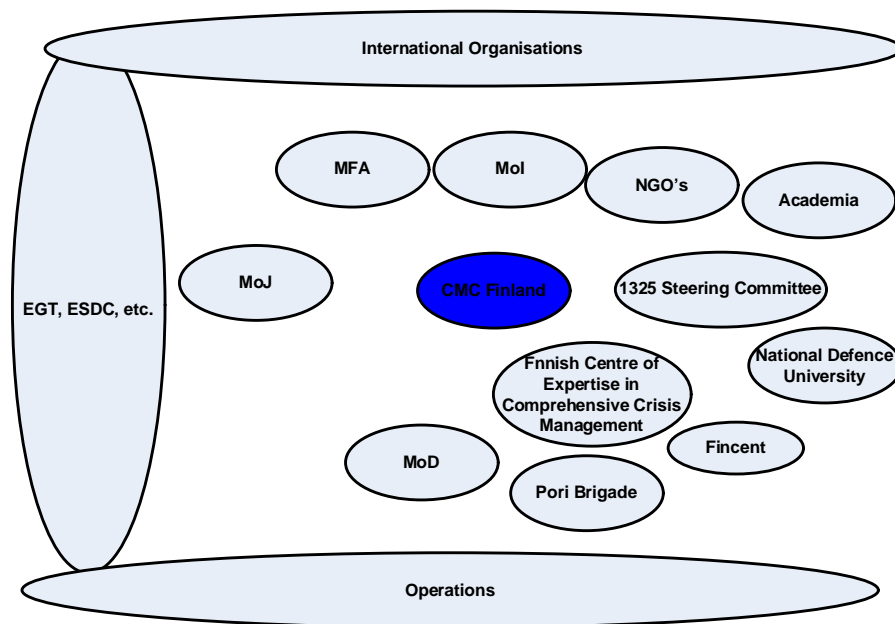 International Organisations
MFA
MoI
NGO's
Academia
MoJ
CMC Finland
1325 Steering Committee
EGT, ESDC, etc.
National Defence
University
Fnnish Centre of
Expertise in
Comprehensive Crisis
Management
Fincent
MoD
Pori Brigade
Operations